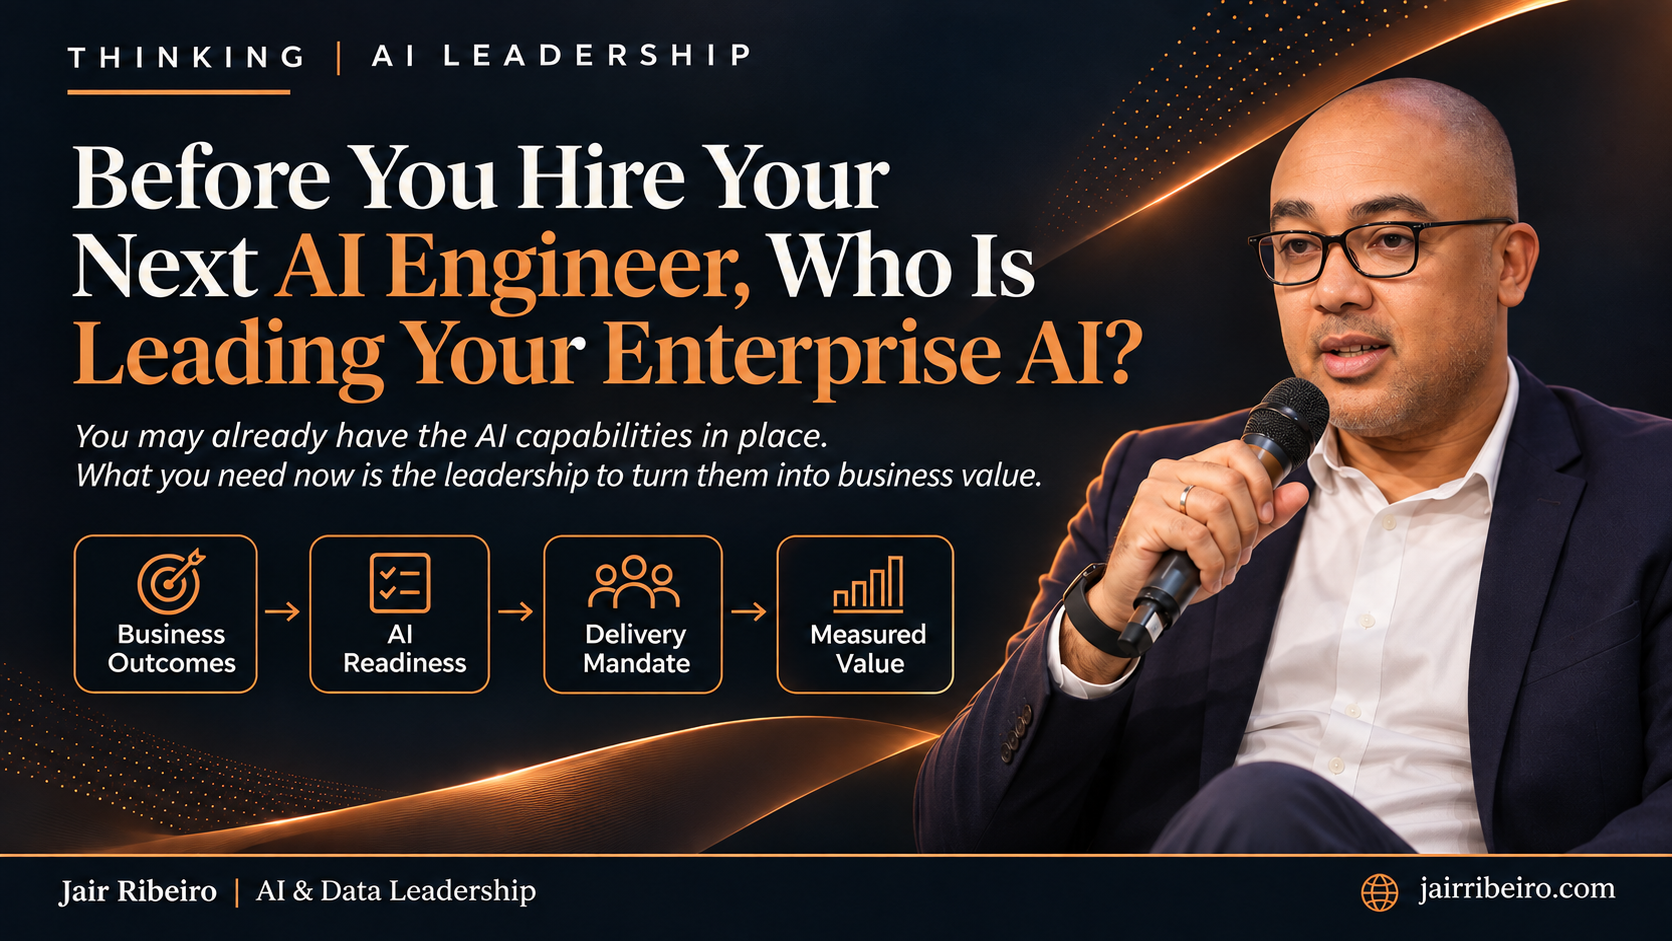 THINKING | AI LEADERSHIP
Before You Hire Your
Next AI Engineer, Who Is
Leading Your Enterprise AI?
You may already have the AI capabilities in place.
What you need now is the leadership to turn them into business value.
Business
Outcomes
AI
Readiness
Delivery
Mandate
Measured
Value
Jair Ribeiro | AI & Data Leadership
jairribeiro.com